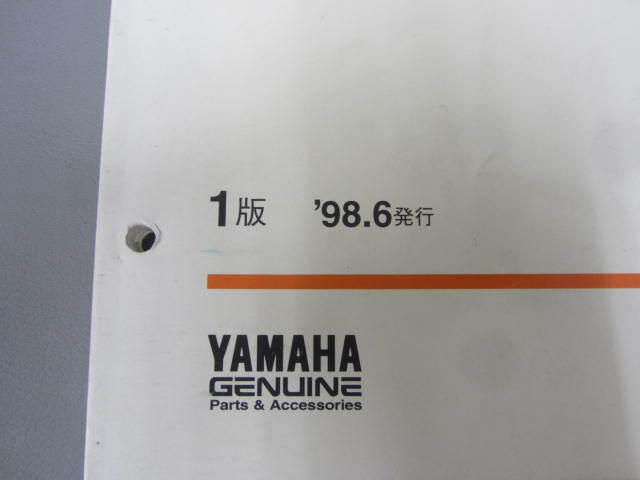 1版 '98.6発行
YAMAHA
GENUINE
Parts & Accessories